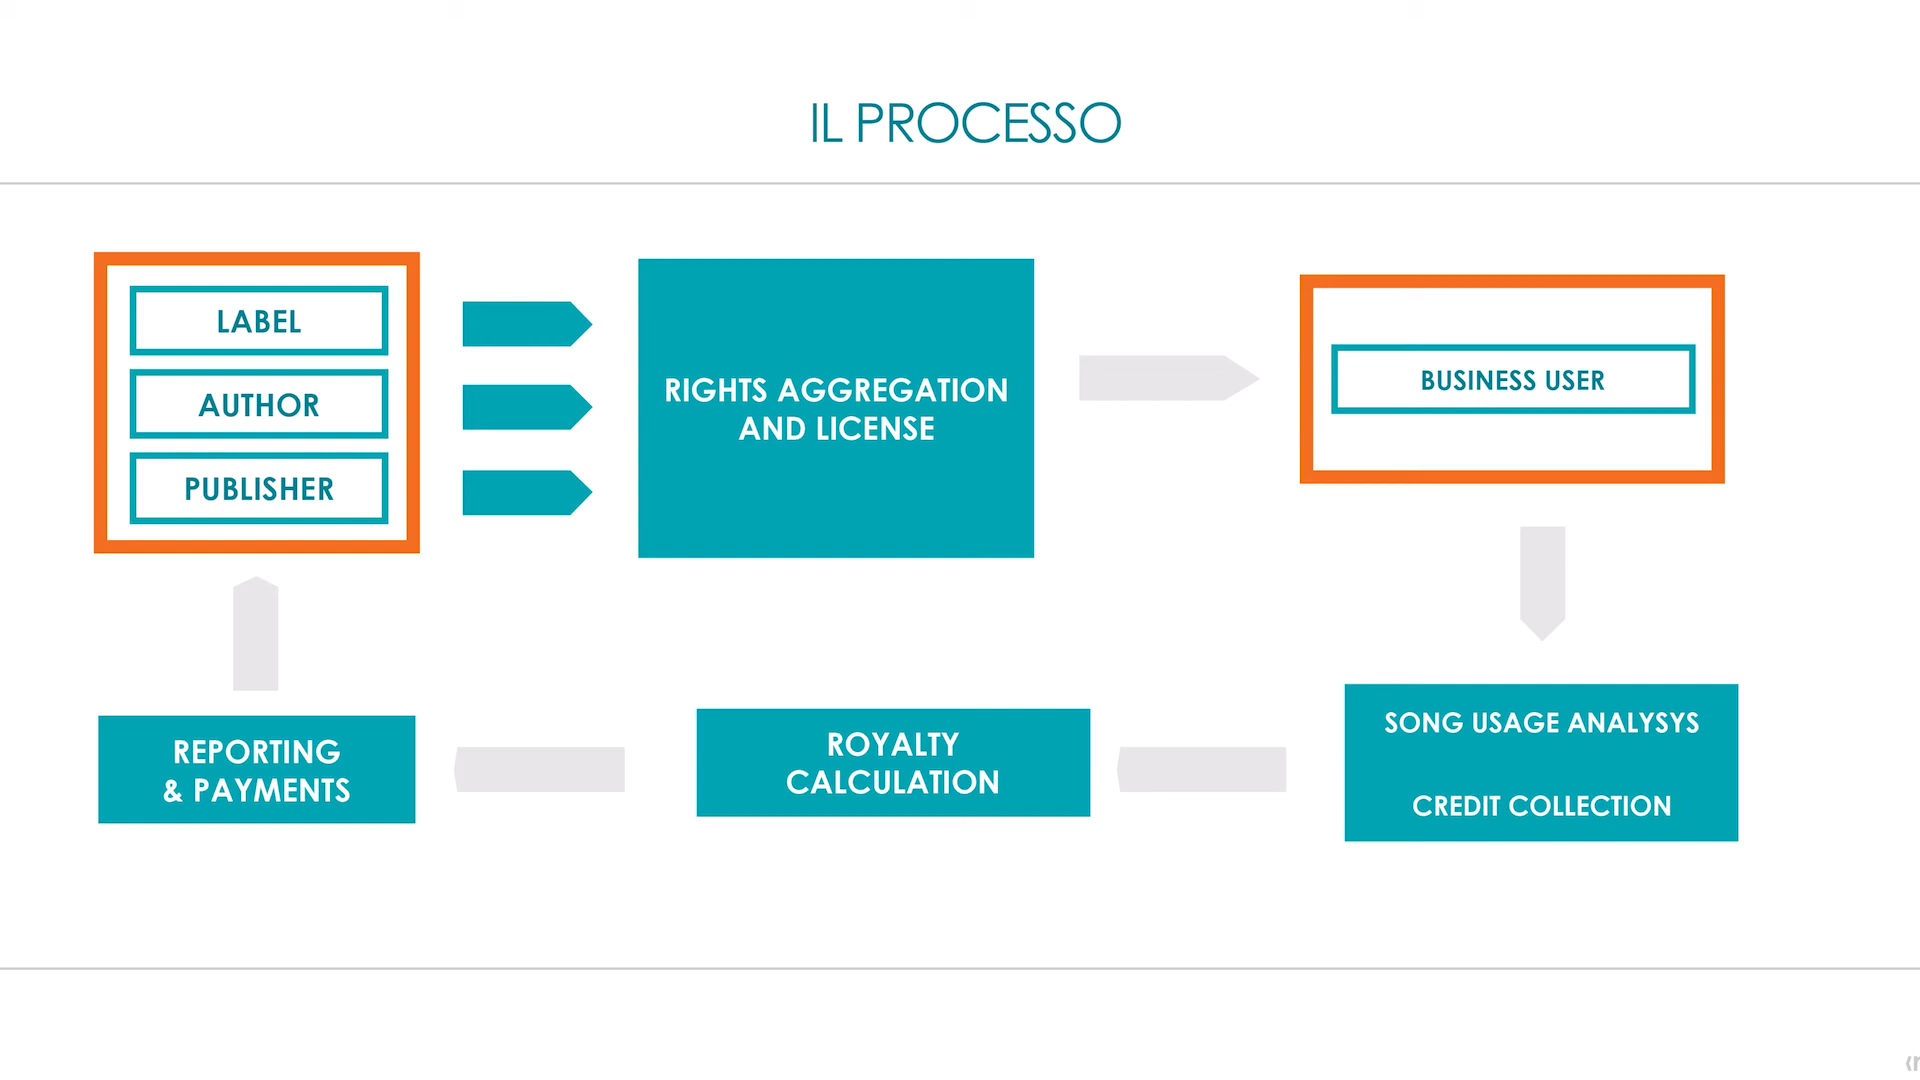 IL PROCESSO
LABEL
AUTHOR
PUBLISHER
RIGHTS AGGREGATION
AND LICENSE
BUSINESS USER
REPORTING
& PAYMENTS
ROYALTY
CALCULATION
SONG USAGE ANALYSYS
CREDIT COLLECTION